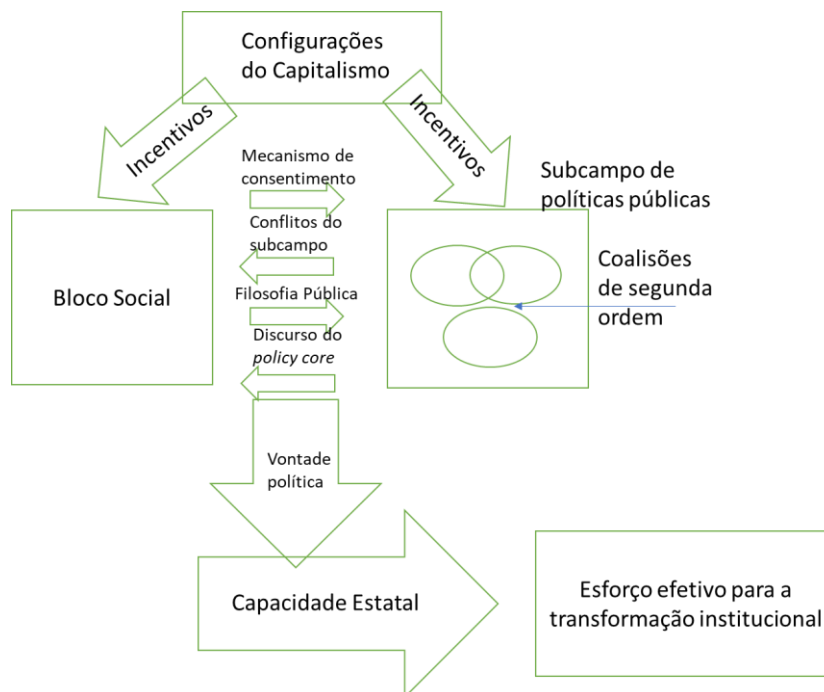 Configurações
do Capitalismo
Incentivos
Incentivos
Mecanismo de
consentimento
Subcampo de
políticas públicas
Conflitos do
subcampo
Coalisões
de segunda
ordem
Bloco Social
Filosofia Pública
Discurso do
policy core
Vontade
política
Capacidade Estatal
Esforço efetivo para a
transformação institucional